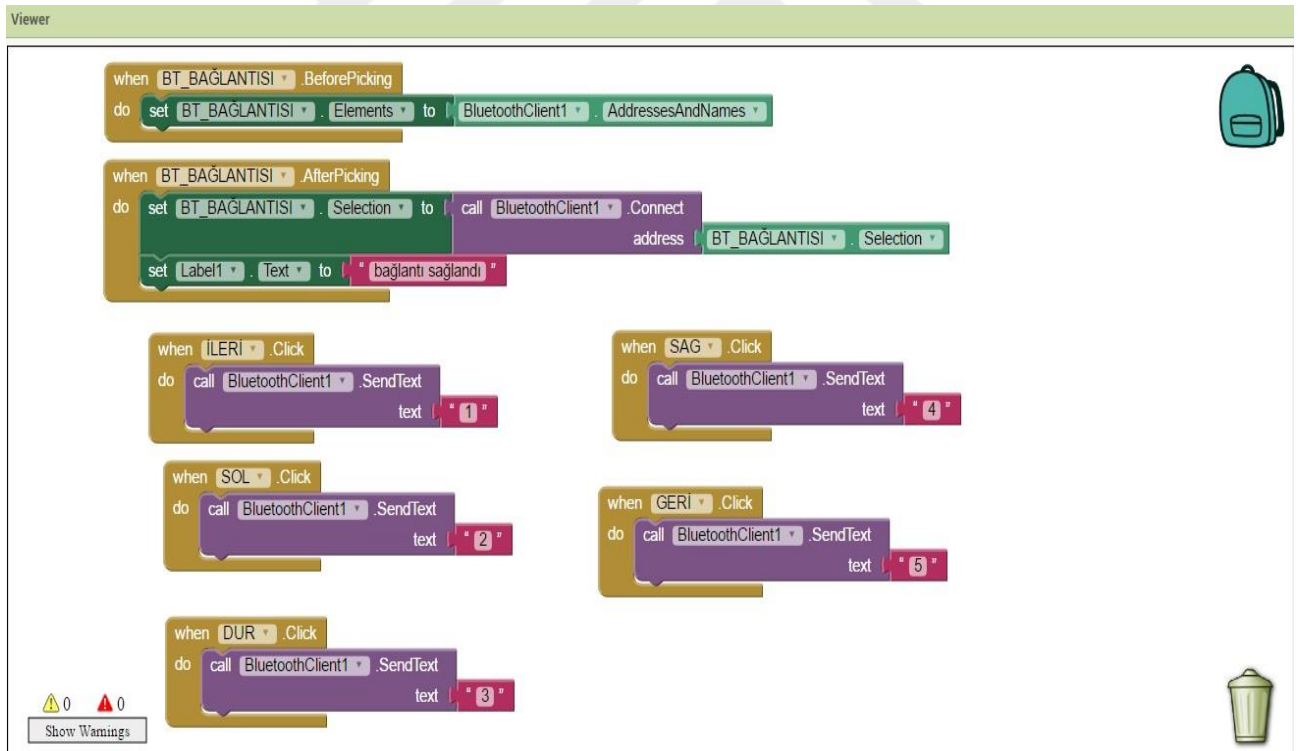 Viewer
when BT_BAĞLANTISI .BeforePicking
do set BT_BAĞLANTISI . Elements to BluetoothClient1 . AddressesAndNames
when BT_BAĞLANTISI .AfterPicking
do set BT_BAĞLANTISI . Selection to call BluetoothClient1 .Connect
address BT_BAĞLANTISI . Selection
set Label1 . Text to " bağlantı sağlandı "
when İLERİ .Click
do call BluetoothClient1 .SendText
text " 1 "
when SAG .Click
do call BluetoothClient1 .SendText
text " 4 "
when SOL .Click
do call BluetoothClient1 .SendText
text " 2 "
when GERİ .Click
do call BluetoothClient1 .SendText
text " 5 "
when DUR .Click
do call BluetoothClient1 .SendText
text " 3 "
0 0
Show Warnings